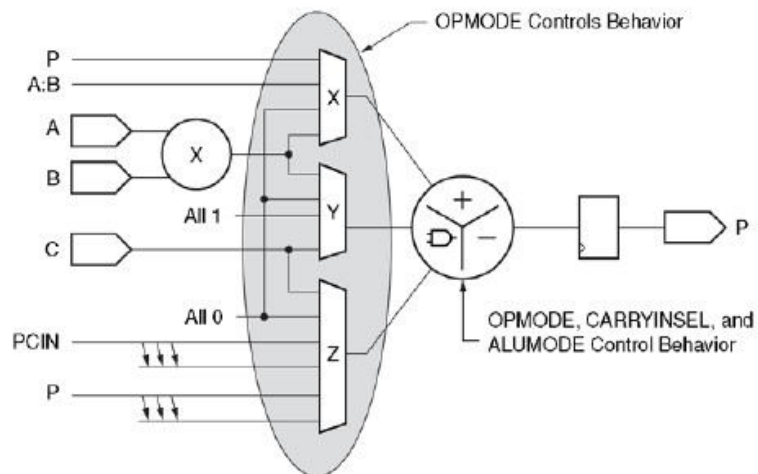 OPMODE Controls Behavior
P
A:B
X
A
X
B
All 1
Y
P
C
All 0
OPMODE, CARRYINSEL, and
ALUMODE Control Behavior
PCIN
Z
P